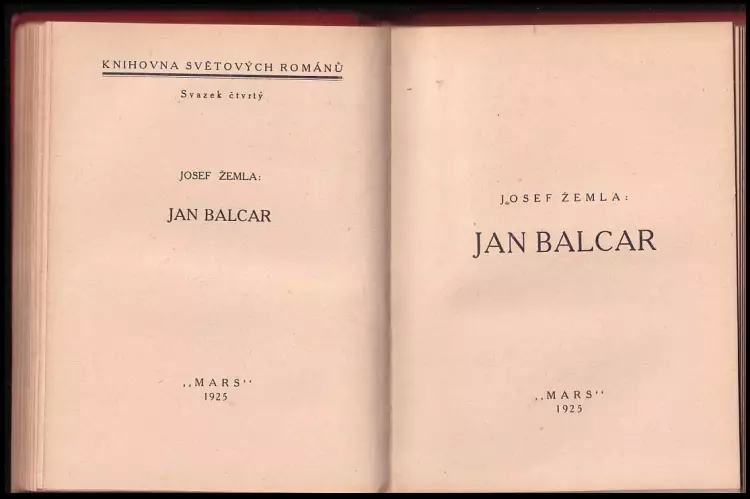 KNIHOVNA SVĚTOVÝCH ROMÁNŮ
Svazek čtvrtý
JOSEF ŽEMLA:
JAN BALCAR
,,MARS''
1925
JOSEF ŽEMLA:
JAN BALCAR
,,MARS''
1925